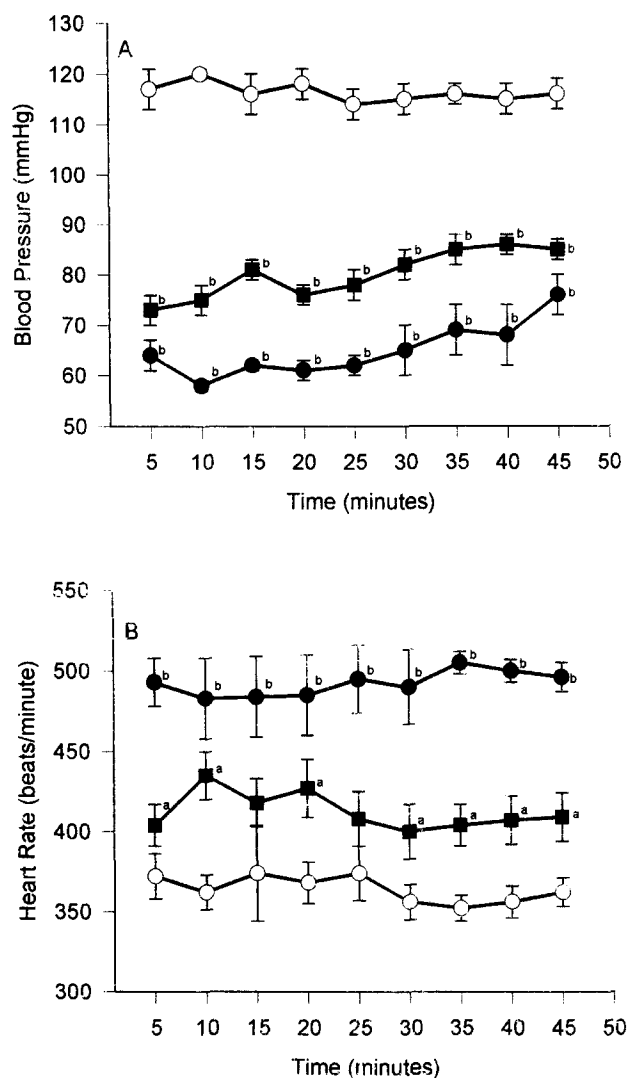 A
Blood Pressure (mmHg)
130
120
110
100
90
80
70
60
50
b b b b b b b b b
b b b b b b b
5 10 15 20 25 30 35 40 45 50
Time (minutes)
B
Heart Rate (beats/minute)
550
500
450
400
350
300
b b b b b b b b b
a a a a a a a
5 10 15 20 25 30 35 40 45 50
Time (minutes)